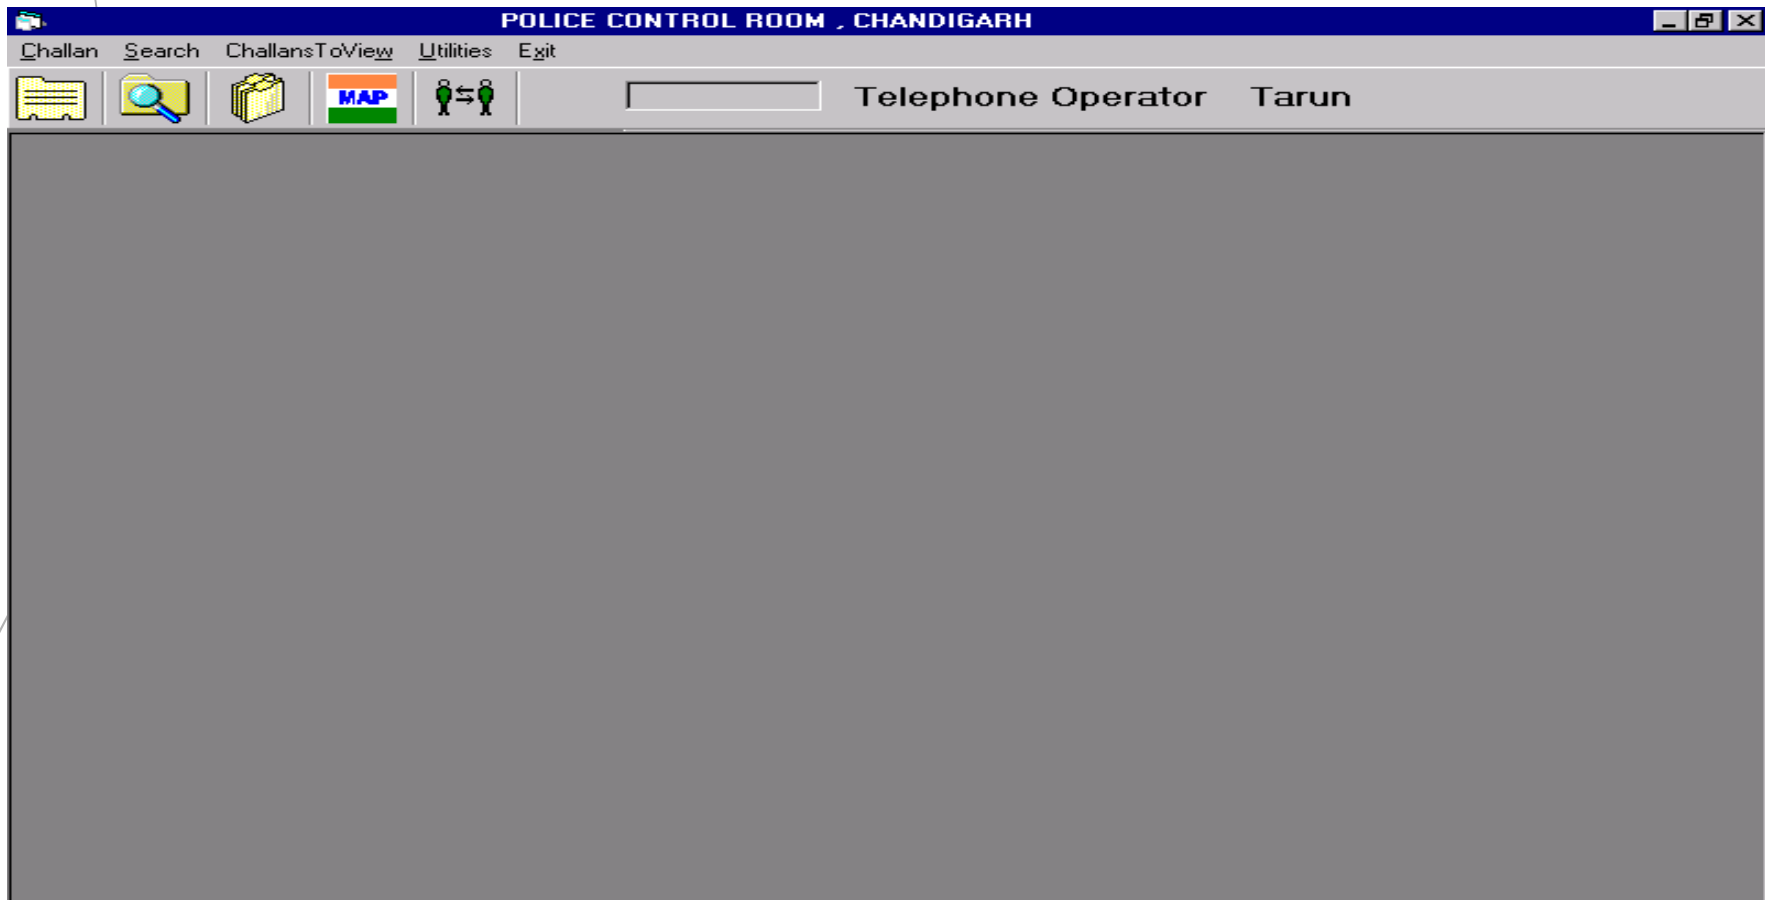 POLICE CONTROL ROOM , CHANDIGARH
Challan Search ChallansToView Utilities Exit
MAP Telephone Operator Tarun